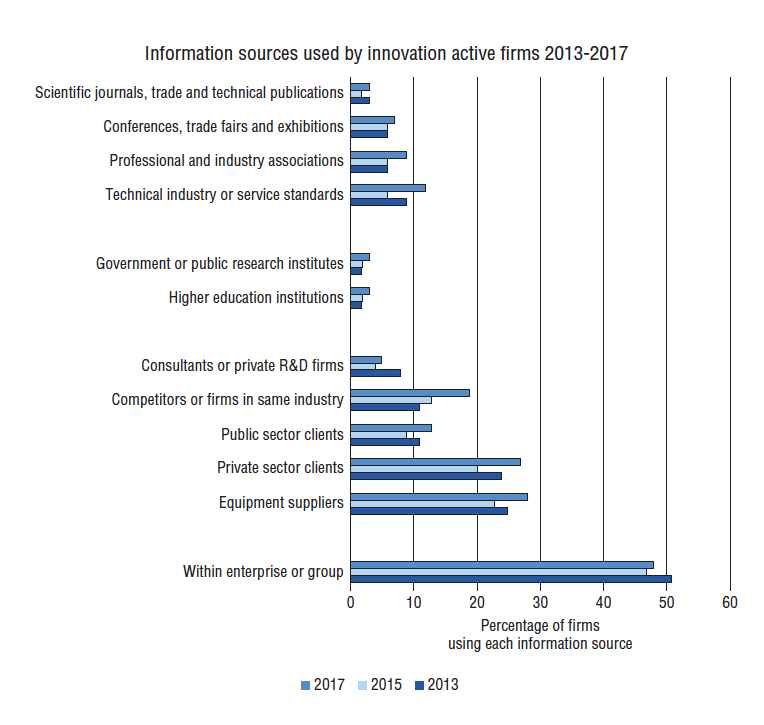 Information sources used by innovation active firms 2013-2017
Scientific journals, trade and technical publications
Conferences, trade fairs and exhibitions
Professional and industry associations
Technical industry or service standards
Government or public research institutes
Higher education institutions
Consultants or private R&D firms
Competitors or firms in same industry
Public sector clients
Private sector clients
Equipment suppliers
Within enterprise or group
0 10 20 30 40 50 60
Percentage of firms
using each information source
2017 2015 2013